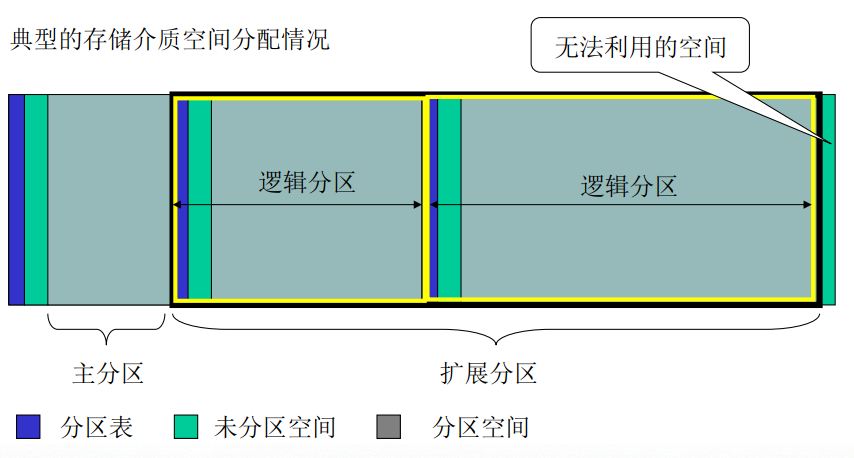 典型的存储介质空间分配情况
无法利用的空间
逻辑分区
逻辑分区
主分区
扩展分区
分区表
未分区空间
分区空间